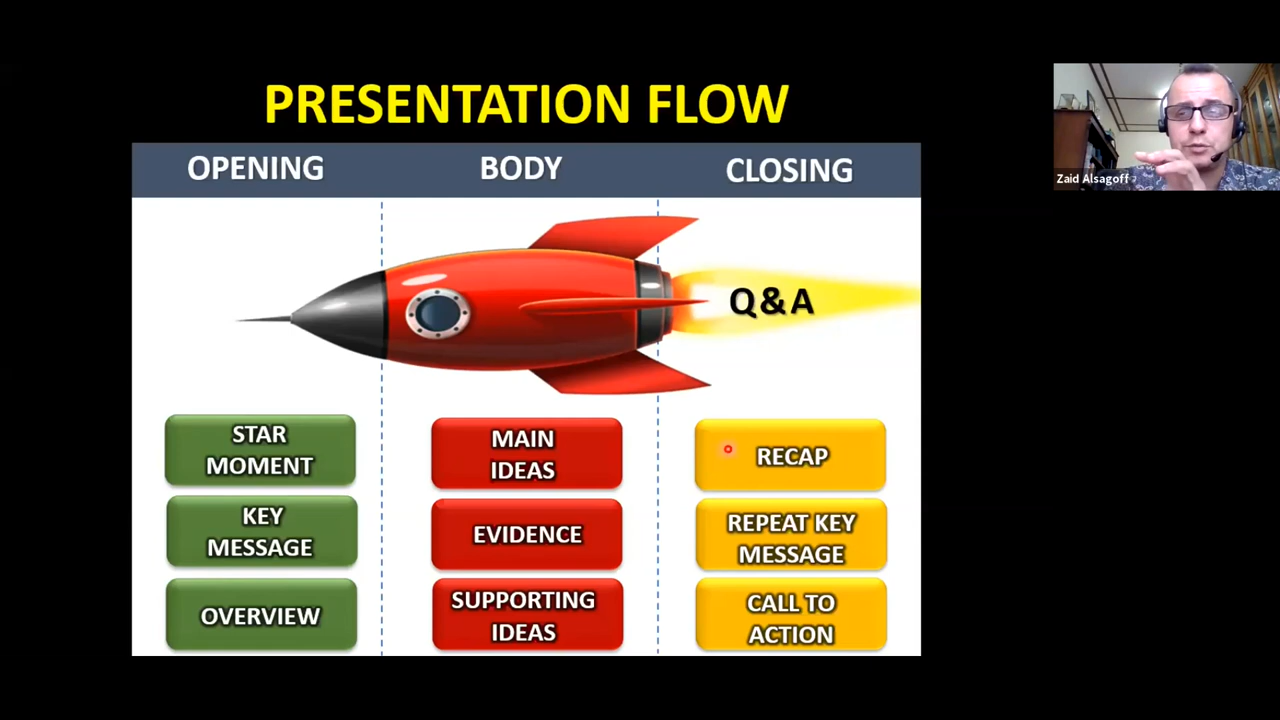 PRESENTATION FLOW
OPENING
BODY
CLOSING
Q&A
STAR
MOMENT
KEY
MESSAGE
OVERVIEW
MAIN
IDEAS
EVIDENCE
SUPPORTING
IDEAS
RECAP
REPEAT KEY
MESSAGE
CALL TO
ACTION
Zaid Alsagoff